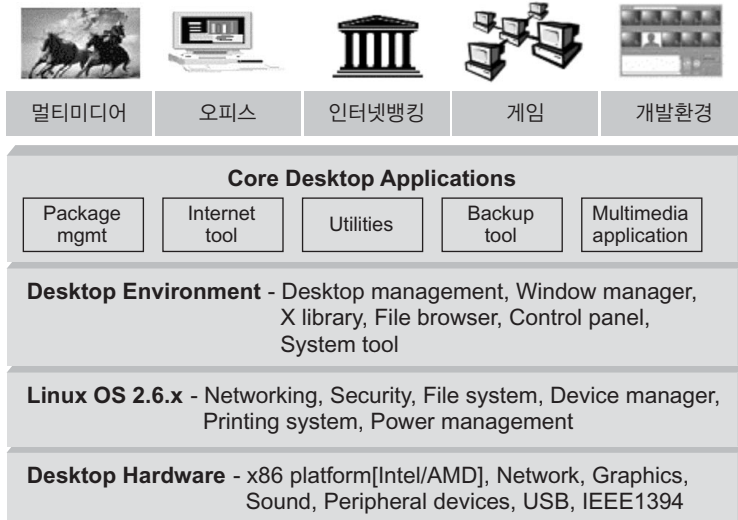 멀티미디어 오피스 인터넷뱅킹 게임 개발환경
Core Desktop Applications
Package mgmt
Internet tool
Utilities
Backup tool
Multimedia application
Desktop Environment - Desktop management, Window manager,
X library, File browser, Control panel,
System tool
Linux OS 2.6.x - Networking, Security, File system, Device manager,
Printing system, Power management
Desktop Hardware - x86 platform[Intel/AMD], Network, Graphics,
Sound, Peripheral devices, USB, IEEE1394